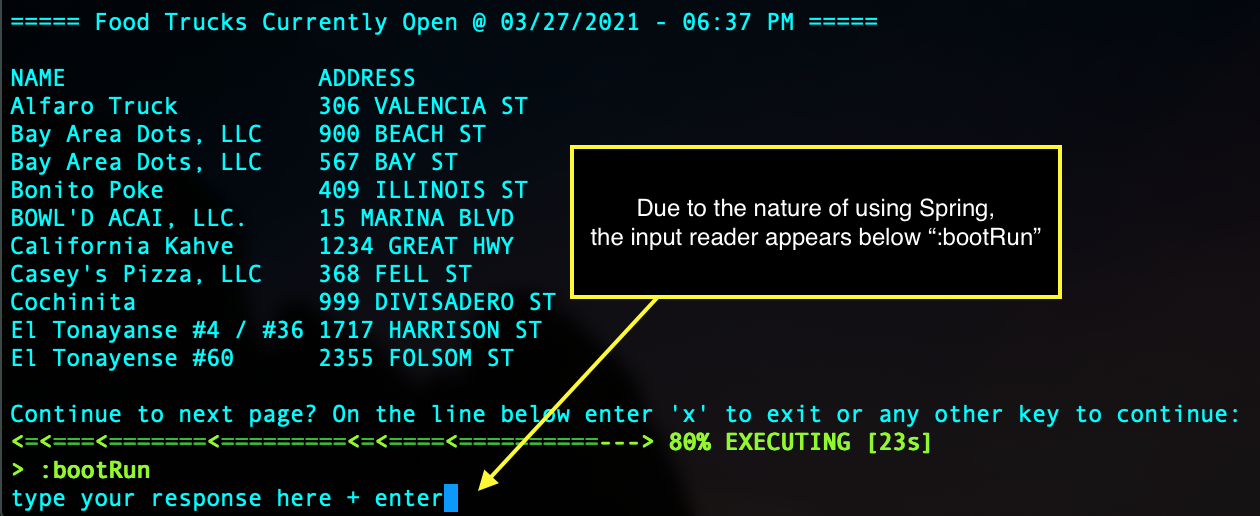 ===== Food Trucks Currently Open @ 03/27/2021 - 06:37 PM =====
NAME ADDRESS
Alfaro Truck 306 VALENCIA ST
Bay Area Dots, LLC 900 BEACH ST
Bay Area Dots, LLC 567 BAY ST
Bonito Poke 409 ILLINOIS ST
BOWL'D ACAI, LLC. 15 MARINA BLVD
California Kahve 1234 GREAT HWY
Casey's Pizza, LLC 368 FELL ST
Cochinita 999 DIVISADERO ST
El Tonayanse #4 / #36 1717 HARRISON ST
El Tonayense #60 2355 FOLSOM ST
Due to the nature of using Spring,
the input reader appears below “:bootRun”
Continue to next page? On the line below enter 'x' to exit or any other key to continue:
<=<===<=======<=========<=<====<==========---> 80% EXECUTING [23s]
> :bootRun
type your response here + enter